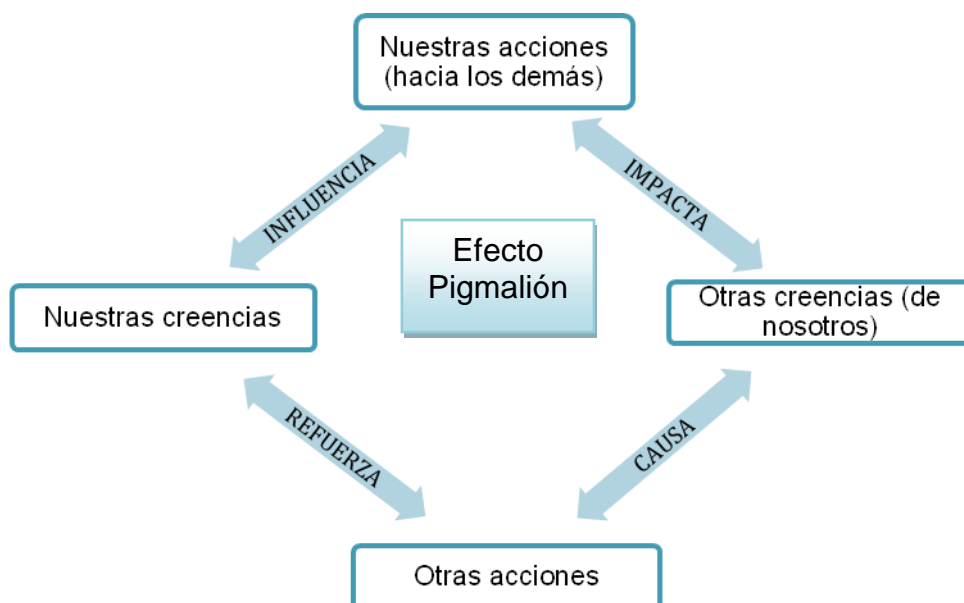 Nuestras acciones
(hacia los demás)
INFLUENCIA
IMPACTA
Efecto
Pigmalión
Nuestras creencias
Otras creencias (de
nosotros)
REFUERZA
CAUSA
Otras acciones